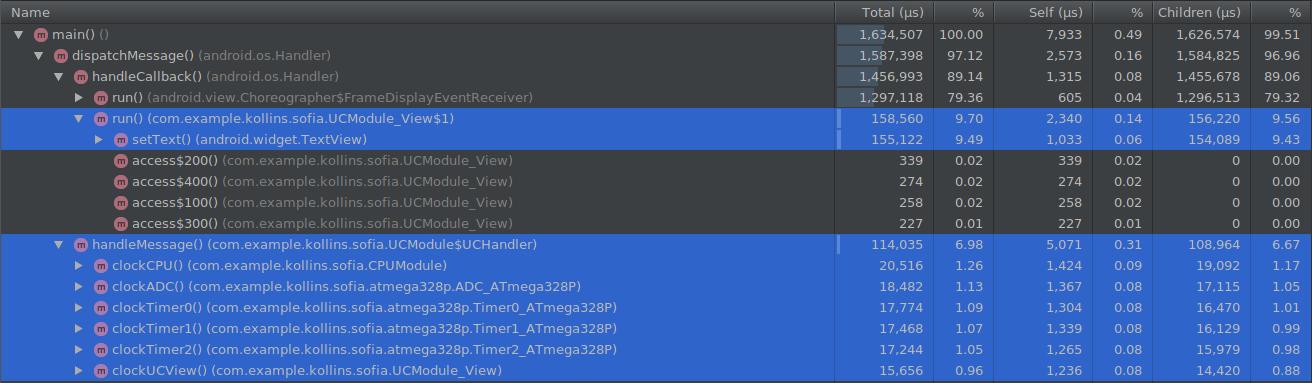 Name Total (µs) % Self (µs) % Children (µs) %
m main() () 1,634,507 100.00 7,933 0.49 1,626,574 99.51
m dispatchMessage() (android.os.Handler) 1,587,398 97.12 2,573 0.16 1,584,825 96.96
m handleCallback() (android.os.Handler) 1,456,993 89.14 1,315 0.08 1,455,678 89.06
m run() (android.view.Choreographer$FrameDisplayEventReceiver) 1,297,118 79.36 605 0.04 1,296,513 79.32
m run() (com.example.kollins.sofia.UCModule_View$1) 158,560 9.70 2,340 0.14 156,220 9.56
m setText() (android.widget.TextView) 155,122 9.49 1,033 0.06 154,089 9.43
m access$200() (com.example.kollins.sofia.UCModule_View) 339 0.02 339 0.02 0 0.00
m access$400() (com.example.kollins.sofia.UCModule_View) 274 0.02 274 0.02 0 0.00
m access$100() (com.example.kollins.sofia.UCModule_View) 258 0.02 258 0.02 0 0.00
m access$300() (com.example.kollins.sofia.UCModule_View) 227 0.01 227 0.01 0 0.00
m handleMessage() (com.example.kollins.sofia.UCModule$UCHandler) 114,035 6.98 5,071 0.31 108,964 6.67
m clockCPU() (com.example.kollins.sofia.CPUModule) 20,516 1.26 1,424 0.09 19,092 1.17
m clockADC() (com.example.kollins.sofia.atmega328p.ADC_ATmega328P) 18,482 1.13 1,367 0.08 17,115 1.05
m clockTimer0() (com.example.kollins.sofia.atmega328p.Timer0_ATmega328P) 17,774 1.09 1,304 0.08 16,470 1.01
m clockTimer1() (com.example.kollins.sofia.atmega328p.Timer1_ATmega328P) 17,468 1.07 1,339 0.08 16,129 0.99
m clockTimer2() (com.example.kollins.sofia.atmega328p.Timer2_ATmega328P) 17,244 1.05 1,265 0.08 15,979 0.98
m clockUCView() (com.example.kollins.sofia.UCModule_View) 15,656 0.96 1,236 0.08 14,420 0.88